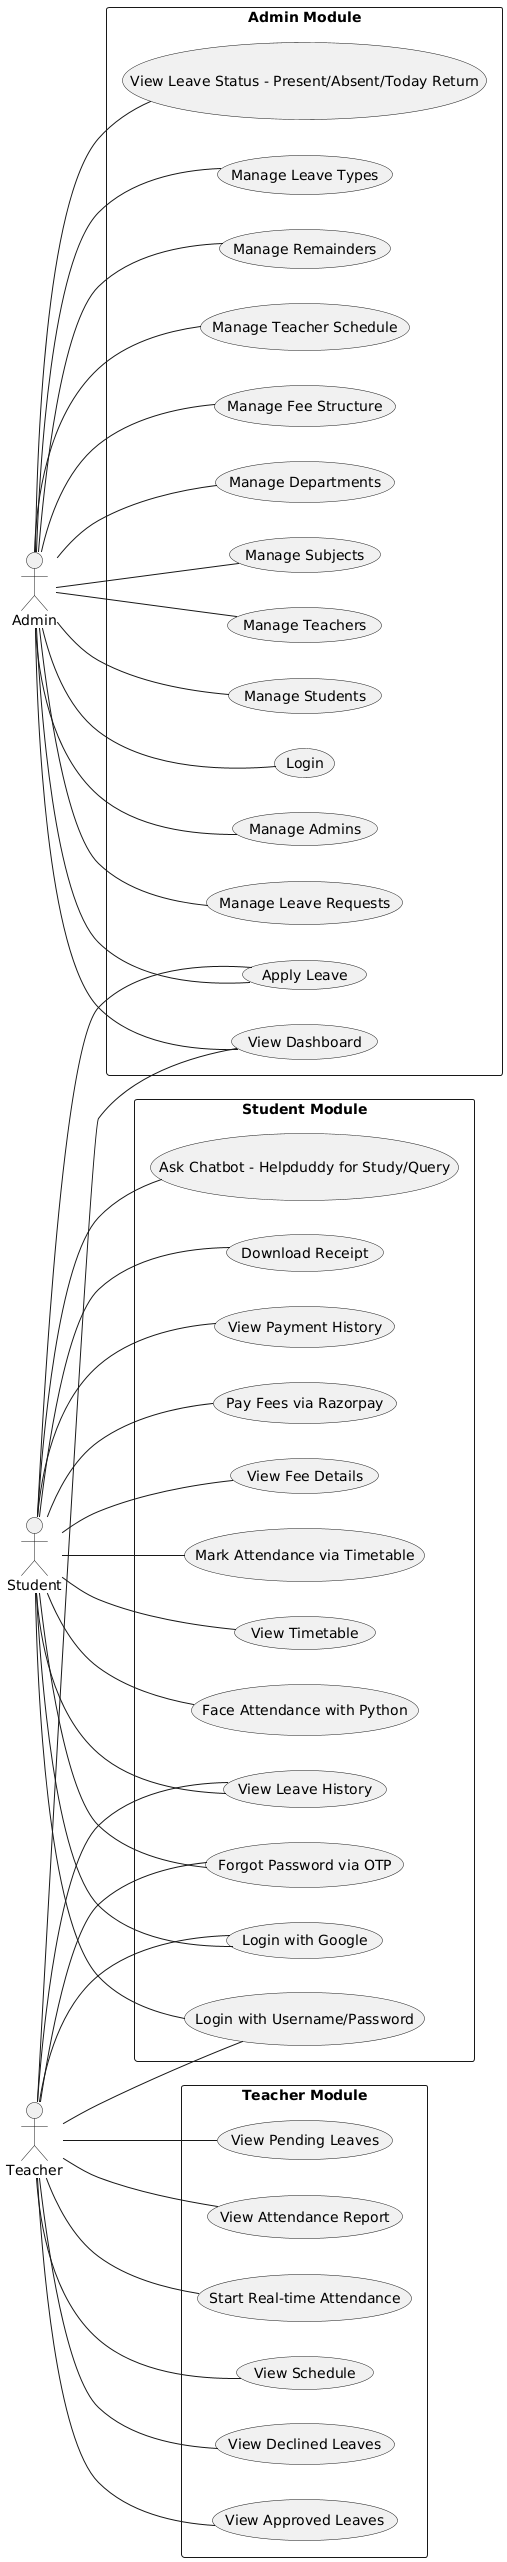 Admin Module
View Leave Status - Present/Absent/Today Return
Manage Leave Types
Manage Remainders
Manage Teacher Schedule
Manage Fee Structure
Manage Departments
Manage Subjects
Admin
Manage Teachers
Manage Students
Login
Manage Admins
Manage Leave Requests
Apply Leave
View Dashboard
Student Module
Ask Chatbot - Helpduddy for Study/Query
Download Receipt
View Payment History
Pay Fees via Razorpay
View Fee Details
Mark Attendance via Timetable
Student
View Timetable
Face Attendance with Python
View Leave History
Forgot Password via OTP
Login with Google
Login with Username/Password
Teacher Module
View Pending Leaves
Teacher
View Attendance Report
Start Real-time Attendance
View Schedule
View Declined Leaves
View Approved Leaves